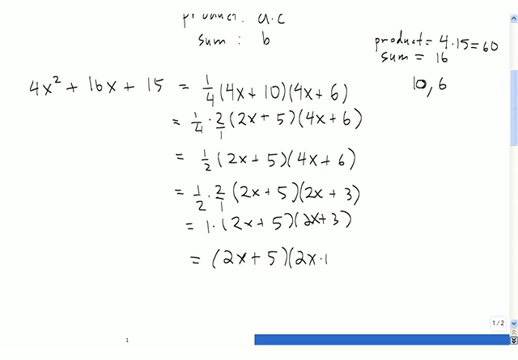 product: a·c
sum: b
product = 4·15 = 60
sum = 16
10, 6
4x² + 16x + 15 = 1/4 (4x + 10)(4x + 6)
= 1/4 · 2/1 (2x + 5)(4x + 6)
= 1/2 (2x + 5)(4x + 6)
= 1/2 · 2/1 (2x + 5)(2x + 3)
= 1 · (2x + 5)(2x + 3)
= (2x + 5)(2x
1 / 2
1